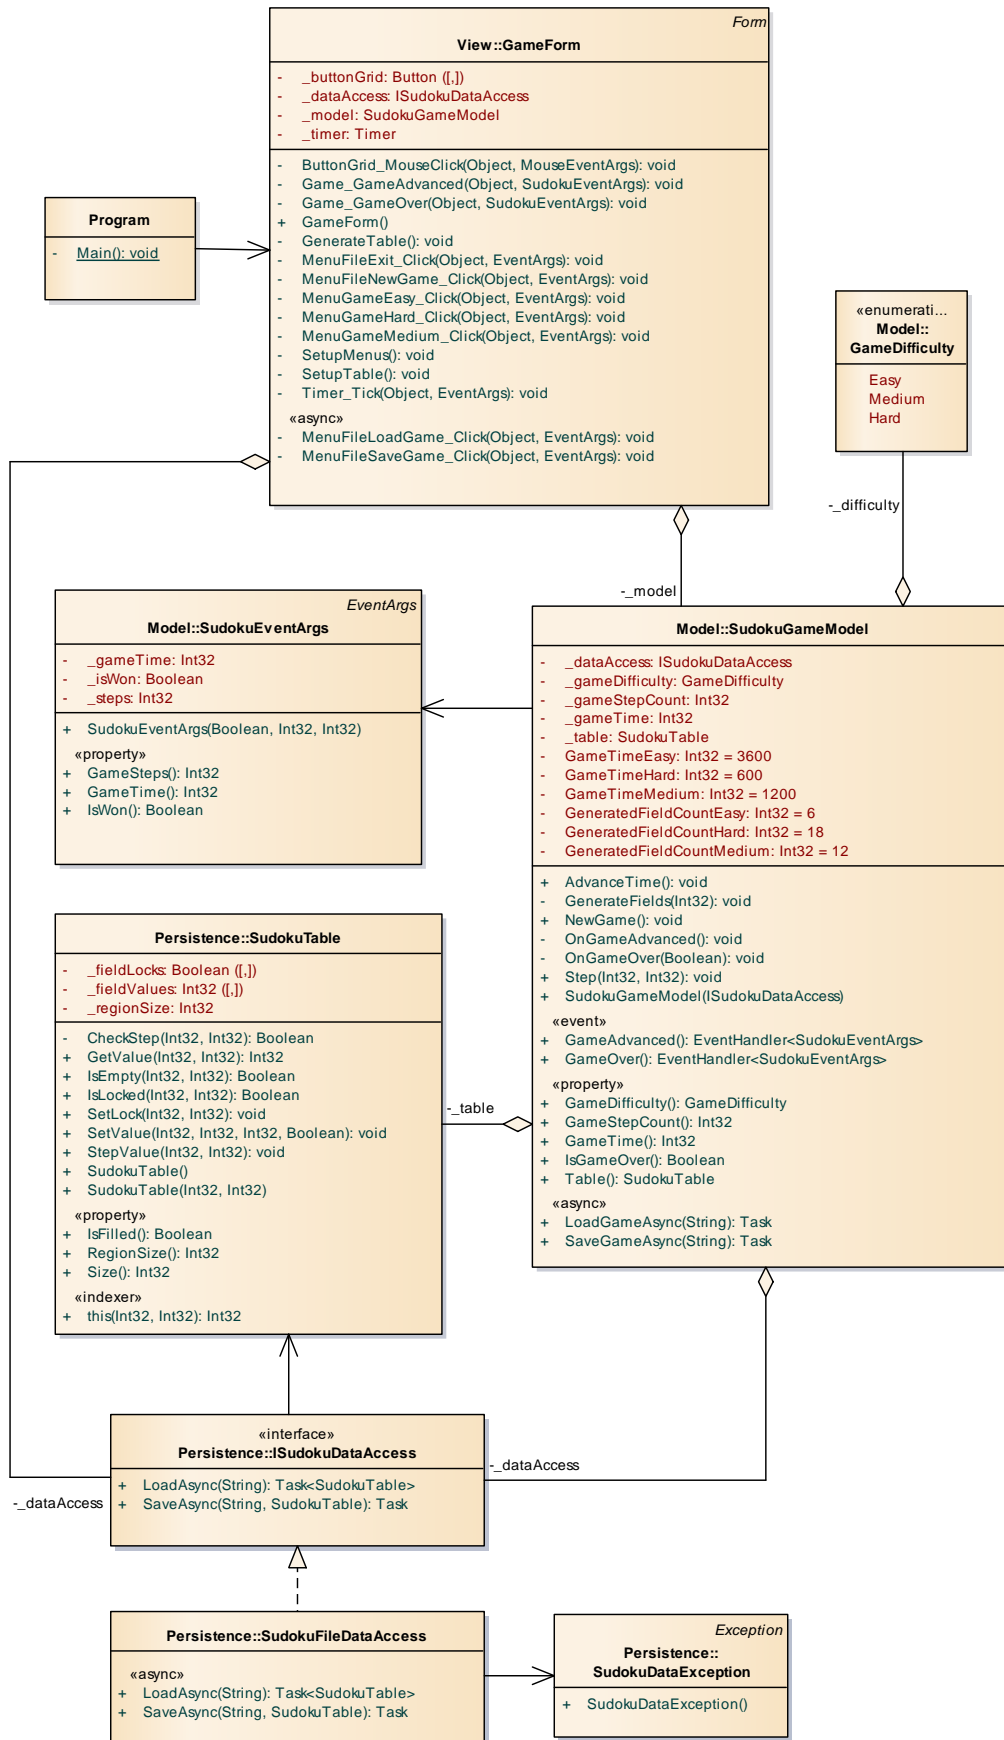 Form
View::GameForm
- _buttonGrid: Button ([,])
- _dataAccess: ISudokuDataAccess
- _model: SudokuGameModel
- _timer: Timer
- ButtonGrid_MouseClick(Object, MouseEventArgs): void
- Game_GameAdvanced(Object, SudokuEventArgs): void
- Game_GameOver(Object, SudokuEventArgs): void
+ GameForm()
- GenerateTable(): void
- MenuFileExit_Click(Object, EventArgs): void
- MenuFileNewGame_Click(Object, EventArgs): void
- MenuGameEasy_Click(Object, EventArgs): void
- MenuGameHard_Click(Object, EventArgs): void
- MenuGameMedium_Click(Object, EventArgs): void
- SetupMenus(): void
- SetupTable(): void
- Timer_Tick(Object, EventArgs): void
«async»
- MenuFileLoadGame_Click(Object, EventArgs): void
- MenuFileSaveGame_Click(Object, EventArgs): void
Program
- Main(): void
«enumerati...
Model::
GameDifficulty
Easy
Medium
Hard
-_difficulty
-_model
EventArgs
Model::SudokuEventArgs
- _gameTime: Int32
- _isWon: Boolean
- _steps: Int32
+ SudokuEventArgs(Boolean, Int32, Int32)
«property»
+ GameSteps(): Int32
+ GameTime(): Int32
+ IsWon(): Boolean
Model::SudokuGameModel
- _dataAccess: ISudokuDataAccess
- _gameDifficulty: GameDifficulty
- _gameStepCount: Int32
- _gameTime: Int32
- _table: SudokuTable
- GameTimeEasy: Int32 = 3600
- GameTimeHard: Int32 = 600
- GameTimeMedium: Int32 = 1200
- GeneratedFieldCountEasy: Int32 = 6
- GeneratedFieldCountHard: Int32 = 18
- GeneratedFieldCountMedium: Int32 = 12
+ AdvanceTime(): void
- GenerateFields(Int32): void
+ NewGame(): void
- OnGameAdvanced(): void
- OnGameOver(Boolean): void
+ Step(Int32, Int32): void
+ SudokuGameModel(ISudokuDataAccess)
«event»
+ GameAdvanced(): EventHandler<SudokuEventArgs>
+ GameOver(): EventHandler<SudokuEventArgs>
«property»
+ GameDifficulty(): GameDifficulty
+ GameStepCount(): Int32
+ GameTime(): Int32
+ IsGameOver(): Boolean
+ Table(): SudokuTable
«async»
+ LoadGameAsync(String): Task
+ SaveGameAsync(String): Task
Persistence::SudokuTable
- _fieldLocks: Boolean ([,])
- _fieldValues: Int32 ([,])
- _regionSize: Int32
- CheckStep(Int32, Int32): Boolean
+ GetValue(Int32, Int32): Int32
+ IsEmpty(Int32, Int32): Boolean
+ IsLocked(Int32, Int32): Boolean
+ SetLock(Int32, Int32): void
+ SetValue(Int32, Int32, Int32, Boolean): void
+ StepValue(Int32, Int32): void
+ SudokuTable()
+ SudokuTable(Int32, Int32)
«property»
+ IsFilled(): Boolean
+ RegionSize(): Int32
+ Size(): Int32
«indexer»
+ this(Int32, Int32): Int32
-_table
«interface»
Persistence::ISudokuDataAccess
+ LoadAsync(String): Task<SudokuTable>
+ SaveAsync(String, SudokuTable): Task
-_dataAccess
-_dataAccess
Persistence::SudokuFileDataAccess
«async»
+ LoadAsync(String): Task<SudokuTable>
+ SaveAsync(String, SudokuTable): Task
Exception
Persistence::
SudokuDataException
+ SudokuDataException()